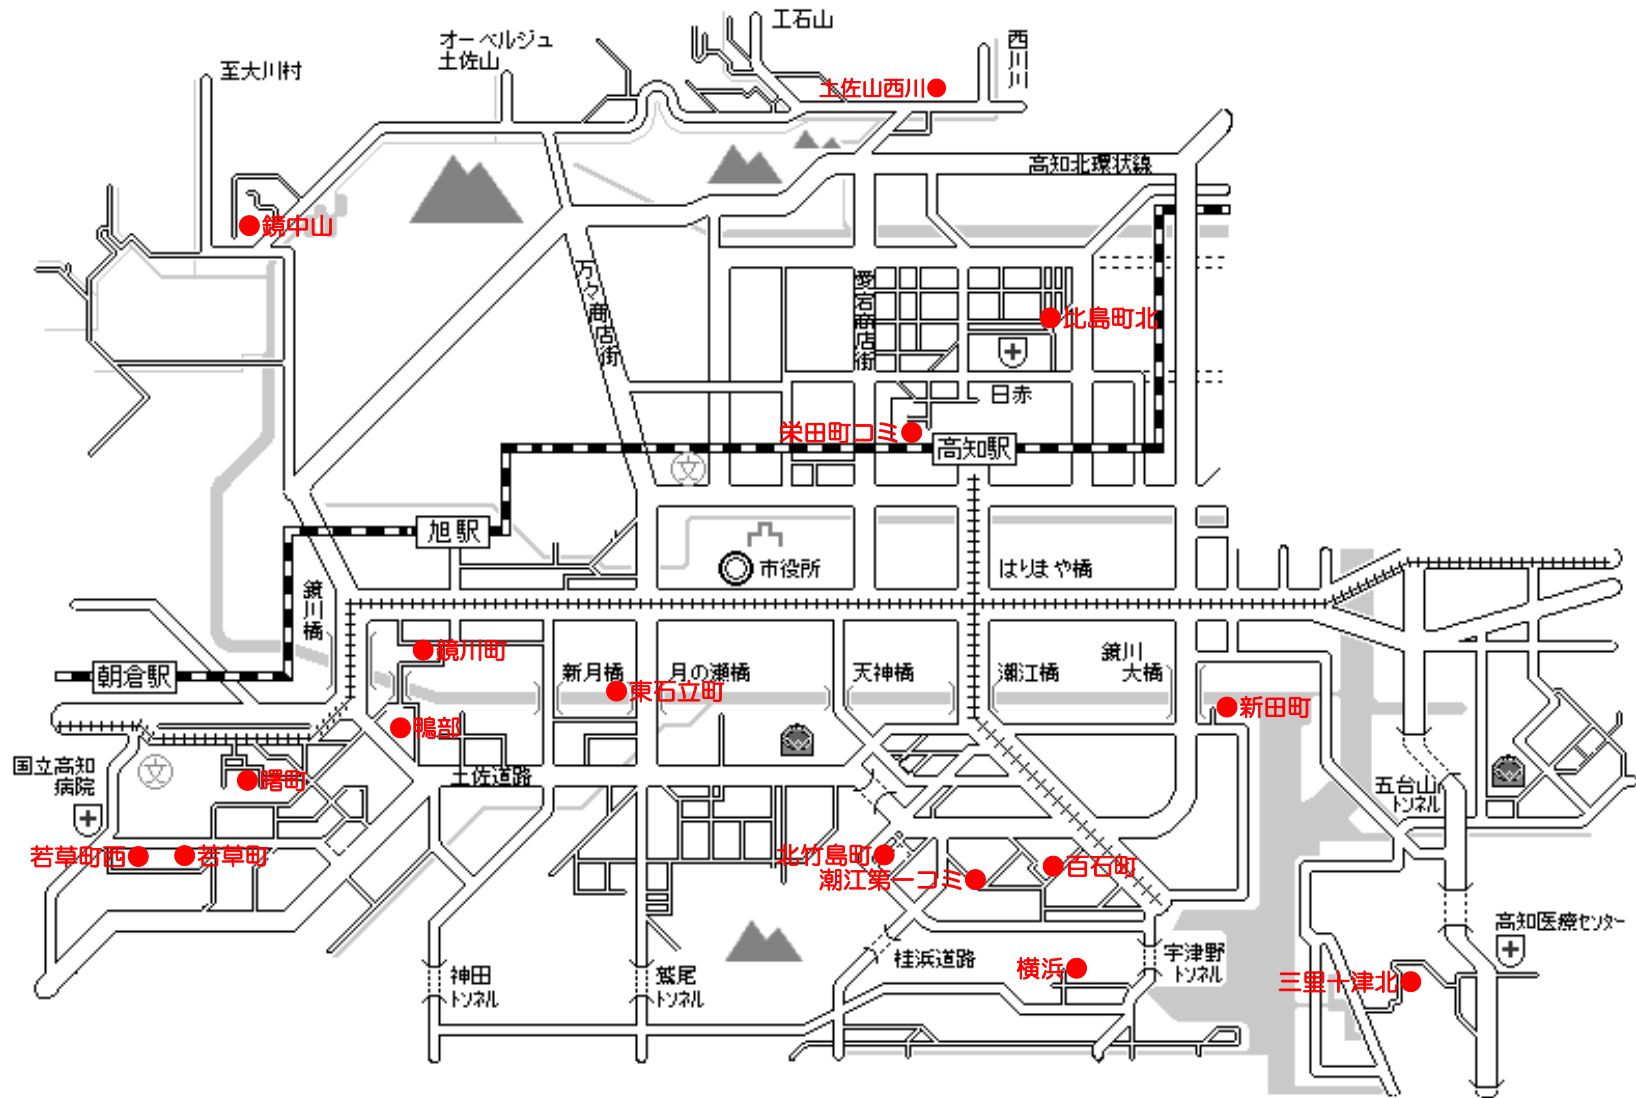 工石山
オーベルジュ
土佐山
西川川
至大川村
土佐山西川
高知北環状線
鏡中山
万々商店街
愛宕商店街
比島町北
日赤
栄田町コミ
高知駅
文
旭駅
市役所
はりまや橋
鏡川橋
鏡川町
朝倉駅
新月橋
月の瀬橋
天神橋
潮江橋
鏡川
大橋
東石立町
新田町
鴨部
国立高知
病院
文
曙町
土佐道路
五台山
トンネル
若草町西
若草町
北竹島町
潮江第一コミ
百石町
高知医療センター
神田
トンネル
鷲尾
トンネル
桂浜道路
横浜
宇津野
トンネル
三里十津北